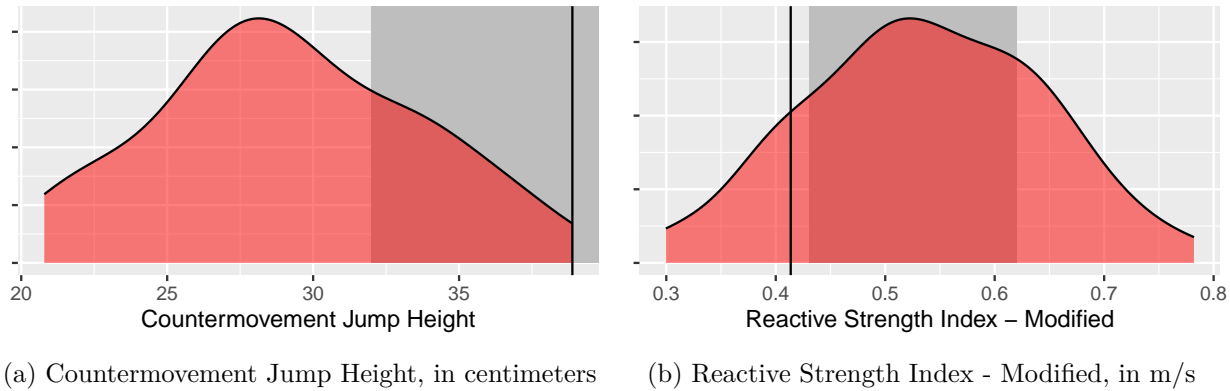 20 25 30 35
Countermovement Jump Height
(a) Countermovement Jump Height, in centimeters
0.3 0.4 0.5 0.6 0.7 0.8
Reactive Strength Index – Modified
(b) Reactive Strength Index - Modified, in m/s